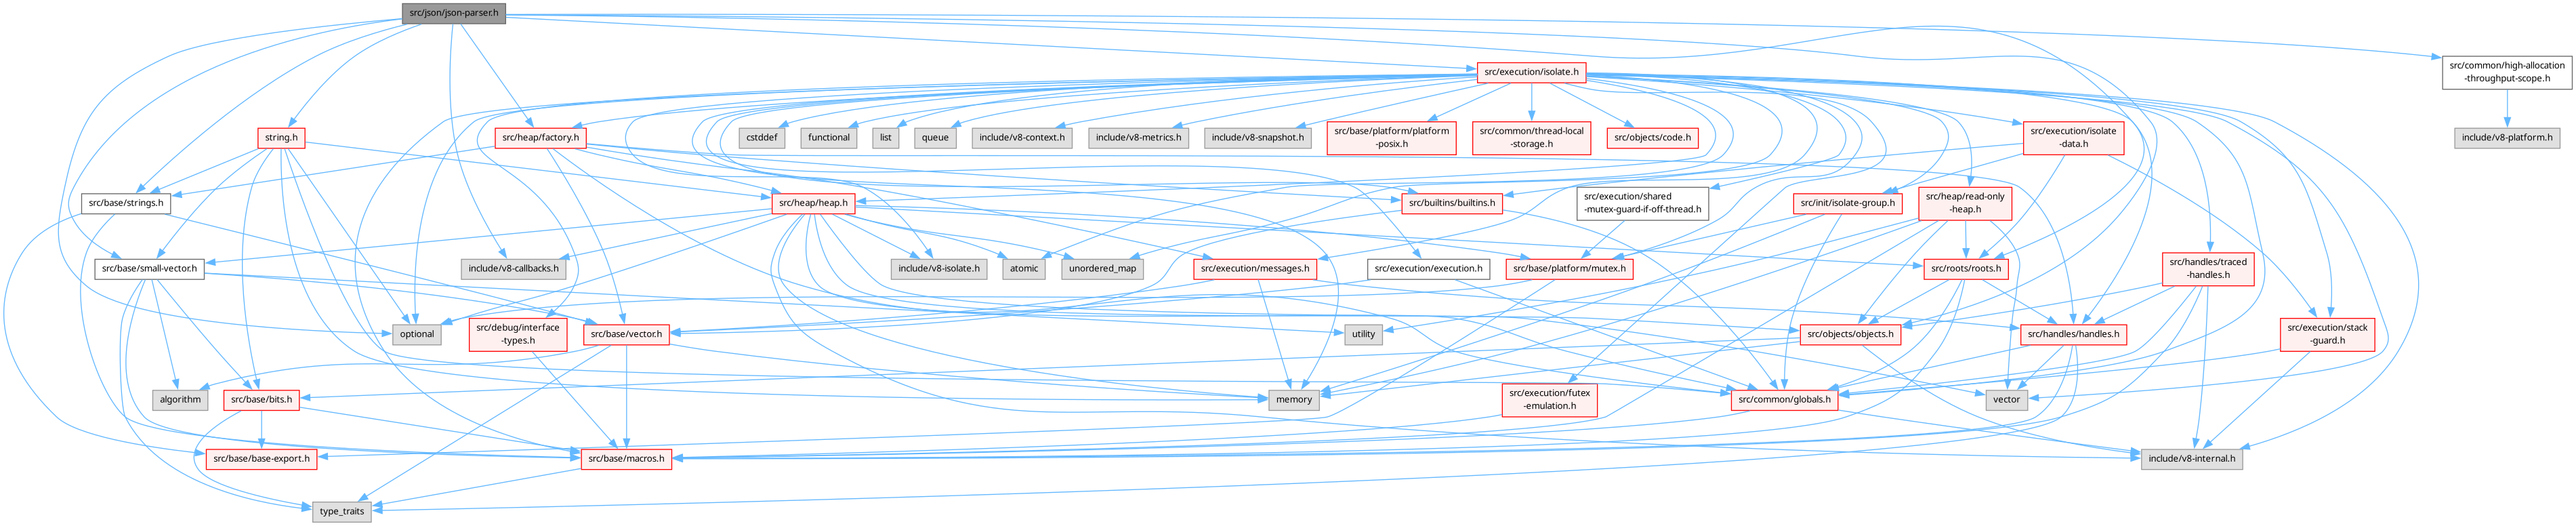 src/json/json-parser.h
src/execution/isolate.h
src/common/high-allocation
-throughput-scope.h
string.h
src/heap/factory.h
cstddef
functional
list
queue
include/v8-context.h
include/v8-metrics.h
include/v8-snapshot.h
src/base/platform/platform
-posix.h
src/common/thread-local
-storage.h
src/objects/code.h
src/execution/isolate
-data.h
include/v8-platform.h
src/base/strings.h
src/heap/heap.h
src/builtins/builtins.h
src/execution/shared
-mutex-guard-if-off-thread.h
src/init/isolate-group.h
src/heap/read-only
-heap.h
src/base/small-vector.h
include/v8-callbacks.h
include/v8-isolate.h
atomic
unordered_map
src/execution/messages.h
src/execution/execution.h
src/base/platform/mutex.h
src/roots/roots.h
src/handles/traced
-handles.h
optional
src/debug/interface
-types.h
src/base/vector.h
utility
src/objects/objects.h
src/handles/handles.h
src/execution/stack
-guard.h
algorithm
src/base/bits.h
memory
src/execution/futex
-emulation.h
src/common/globals.h
vector
src/base/base-export.h
src/base/macros.h
include/v8-internal.h
type_traits